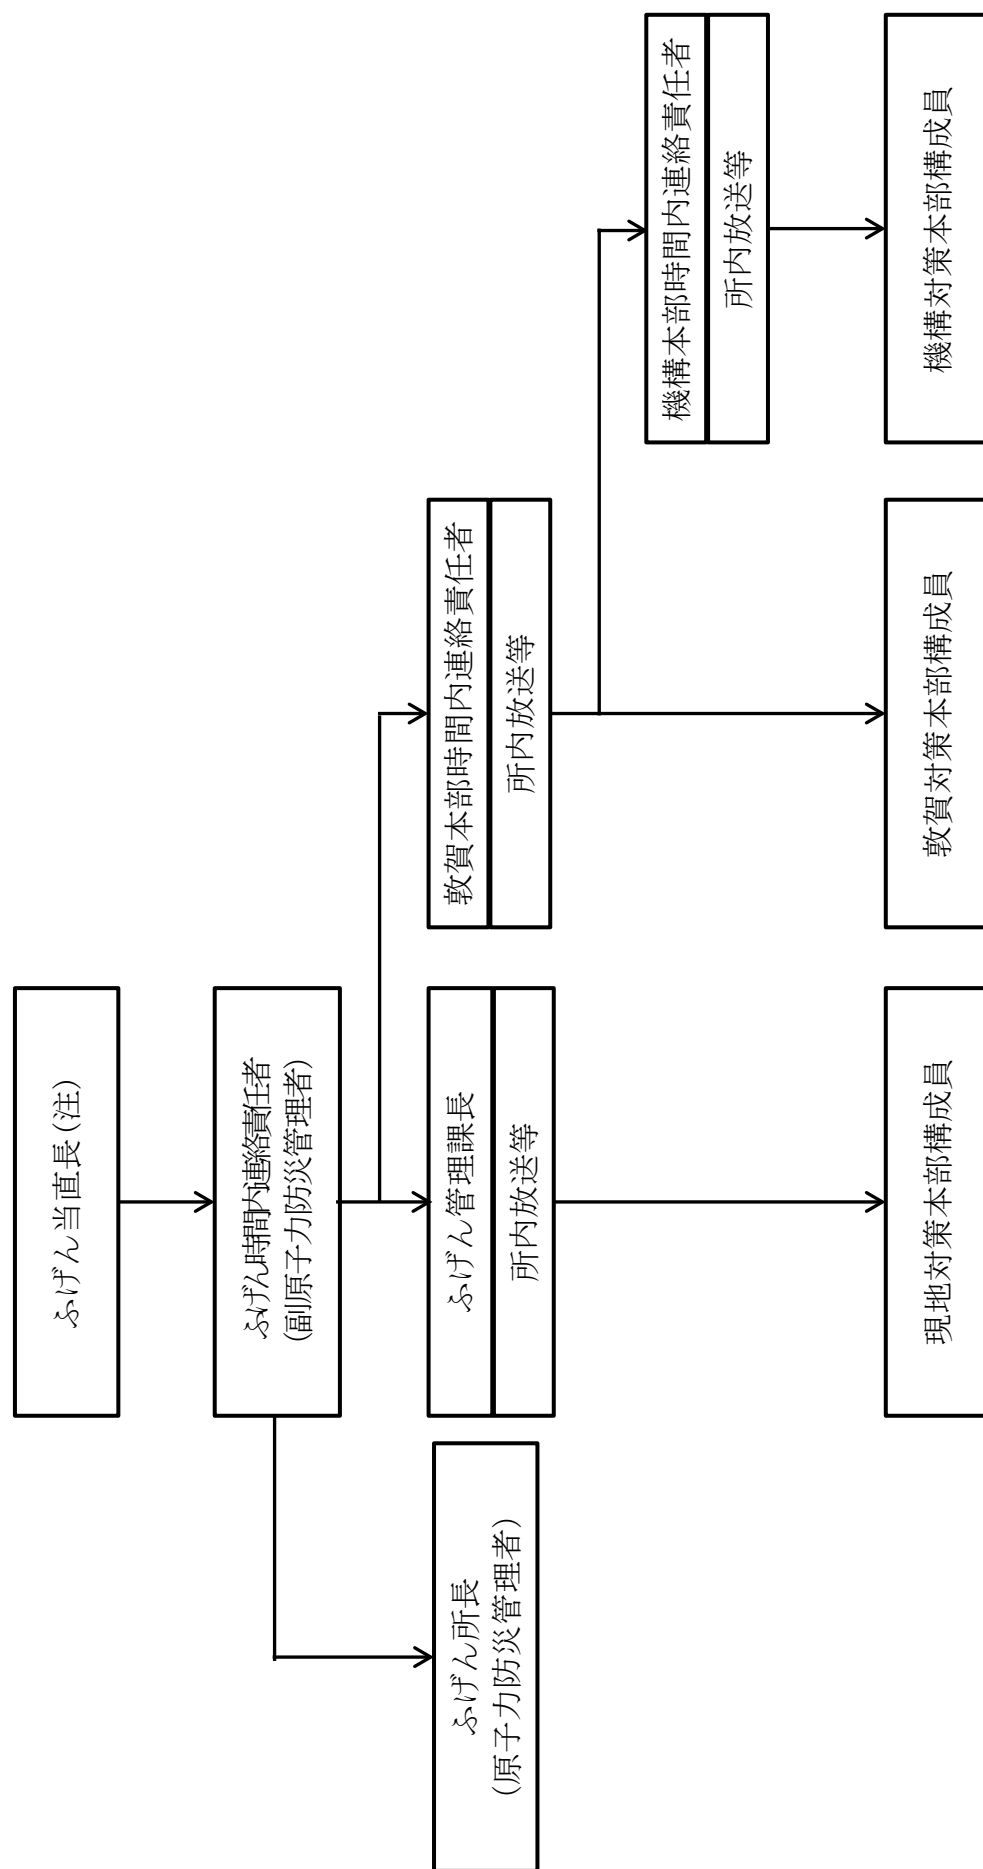 ふげん当直長(注)
ふげん時間内連絡責任者
(副原子力防災管理者)
ふげん所長
(原子力防災管理者)
ふげん管理課長
所内放送等
敦賀本部時間内連絡責任者
所内放送等
機構本部時間内連絡責任者
所内放送等
現地対策本部構成員
敦賀対策本部構成員
機構対策本部構成員